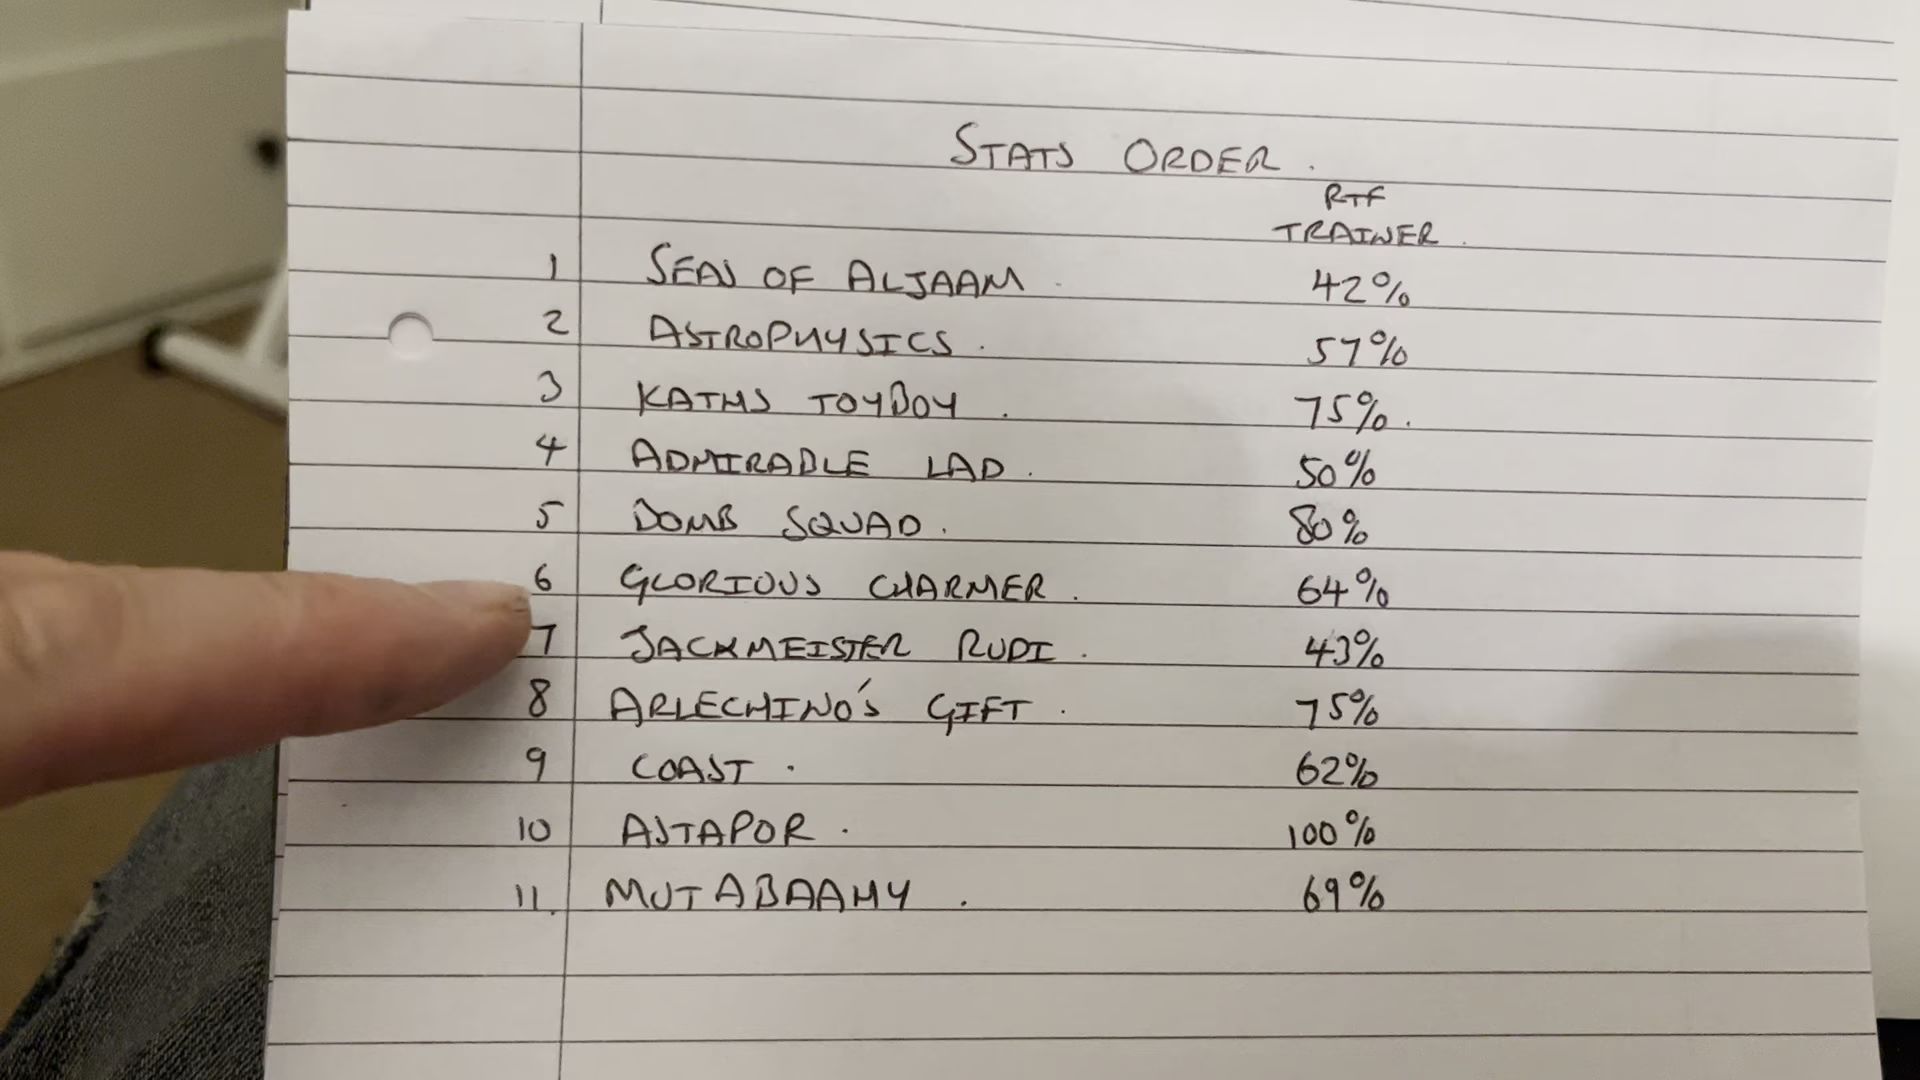 STATS ORDER.
RTF
TRAINER.
1 SEAS OF ALJAAM. 42%
2 ASTROPHYSICS. 57%
3 KATHS TOYBOY. 75%.
4 ADMIRABLE LAD. 50%
5 BOMB SQUAD. 80%
6 GLORIOUS CHARMER. 64%
7 JACKMEISTER RUDI. 43%
8 ARLECHINO'S GIFT. 75%
9 COAST. 62%
10 ASTAPOR. 100%
11. MUTABAAHY. 69%